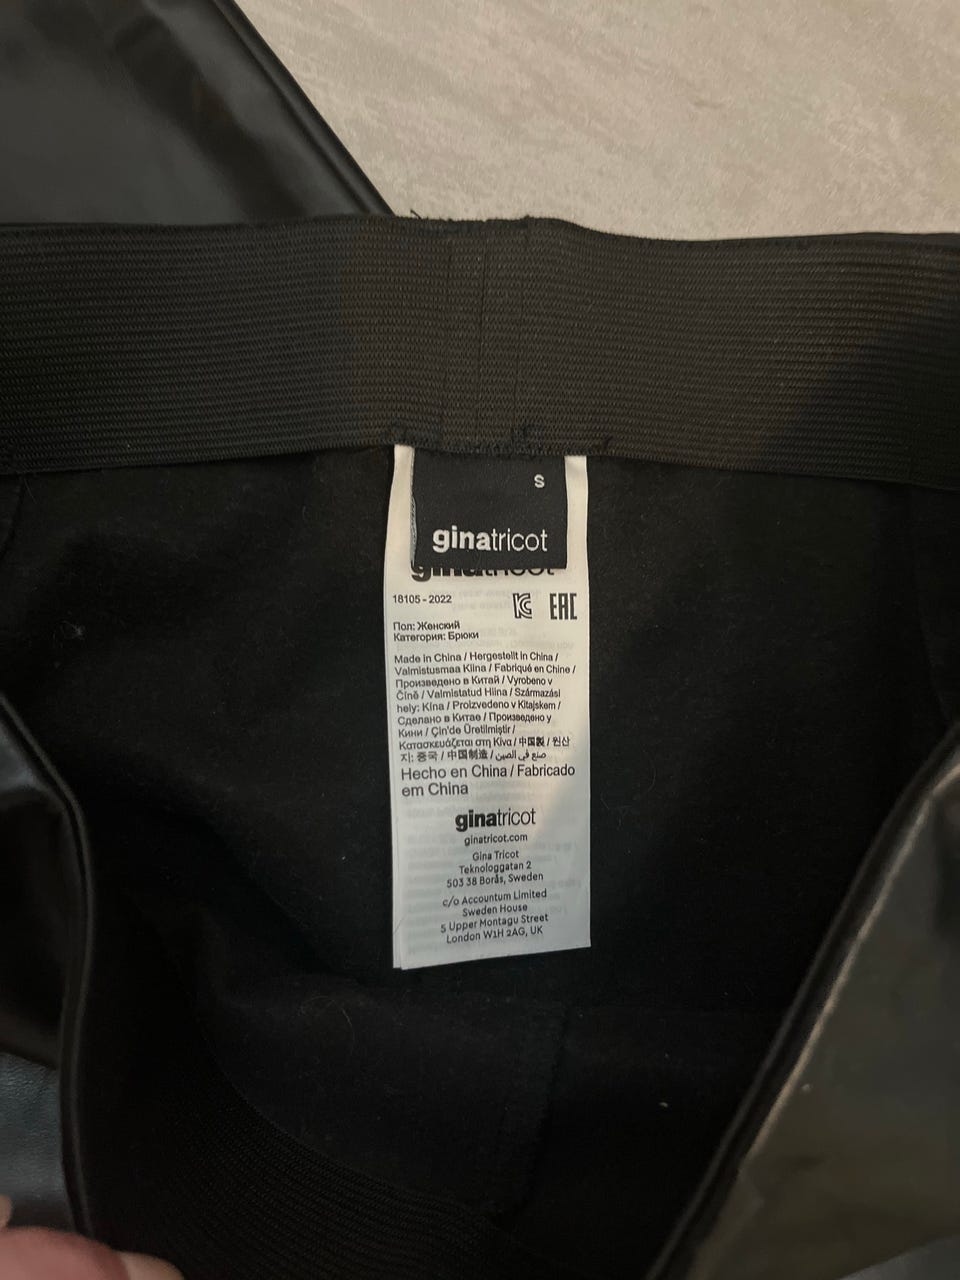 S
ginatricot
ginatricot
18105 - 2022
EAC
Пол: Женский
Категория: Брюки
Made in China / Hergestellt in China /
Valmistusmaa Kiina / Fabriqué en Chine /
Произведено в Китай / Vyrobeno v
Číně / Valmistatud Hiina / Származási
hely: Kína / Proizvedeno v Kitajskem /
Сделано в Китае / Произведено у
Кини / Çin'de Üretilmiştir /
Κατασκευάζεται στη Κίνα / 中国製 / 원산
지: 중국 / 中国制造 / صنع في الصين
Hecho en China / Fabricado
em China
ginatricot
ginatricot.com
Gina Tricot
Teknologgatan 2
503 38 Borås, Sweden
c/o Accountum Limited
Sweden House
5 Upper Montagu Street
London W1H 2AG, UK